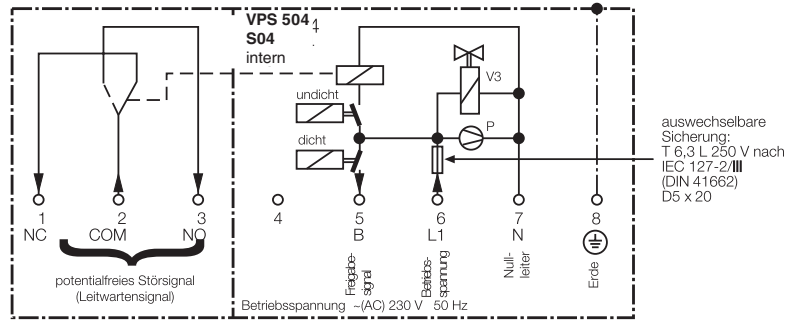 VPS 504
S04
intern
undicht
dicht
V3
P
auswechselbare
Sicherung:
T 6,3 L 250 V nach
IEC 127-2/III
(DIN 41662)
D5 x 20
1 2 3 4 5 6 7 8
NC COM NO B L1 N
potentialfreies Störsignal
(Leitwartensignal)
Freigabe-
signal
Betriebs-
spannung
Null-
leiter
Erde
Betriebsspannung ~(AC) 230 V 50 Hz